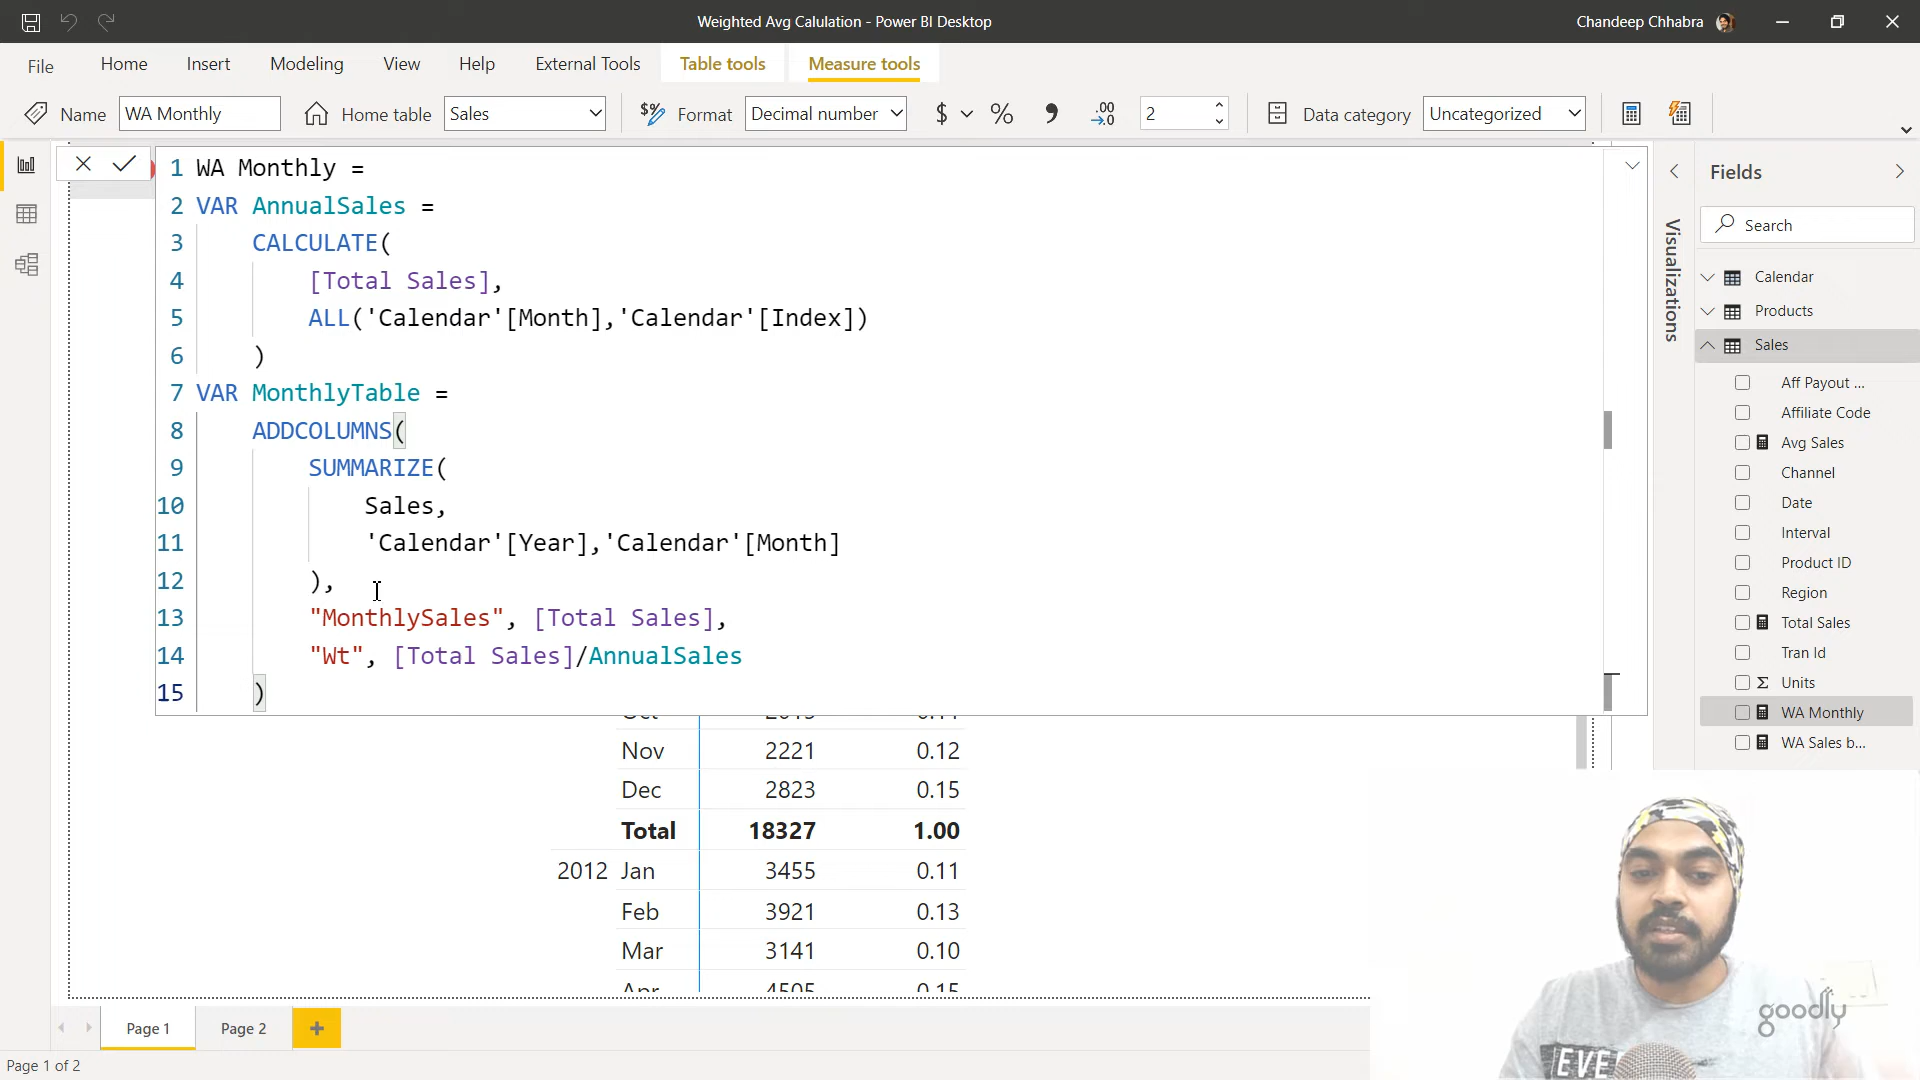 Weighted Avg Calulation - Power BI Desktop
Chandeep Chhabra
File Home Insert Modeling View Help External Tools Table tools Measure tools
Name WA Monthly Home table Sales Format Decimal number $ % 2 Data category Uncategorized
1 WA Monthly =
2 VAR AnnualSales =
3 CALCULATE(
4 [Total Sales],
5 ALL('Calendar'[Month],'Calendar'[Index])
6 )
7 VAR MonthlyTable =
8 ADDCOLUMNS(
9 SUMMARIZE(
10 Sales,
11 'Calendar'[Year],'Calendar'[Month]
12 ),
13 "MonthlySales", [Total Sales],
14 "Wt", [Total Sales]/AnnualSales
15 )
Nov 2221 0.12
Dec 2823 0.15
Total 18327 1.00
2012 Jan 3455 0.11
Feb 3921 0.13
Mar 3141 0.10
Apr 4505 0.15
Visualizations
Fields
Search
Calendar
Products
Sales
Aff Payout ...
Affiliate Code
Avg Sales
Channel
Date
Interval
Product ID
Region
Total Sales
Tran Id
Σ Units
WA Monthly
WA Sales b...
goodly
EVE
Page 1 Page 2 +
Page 1 of 2